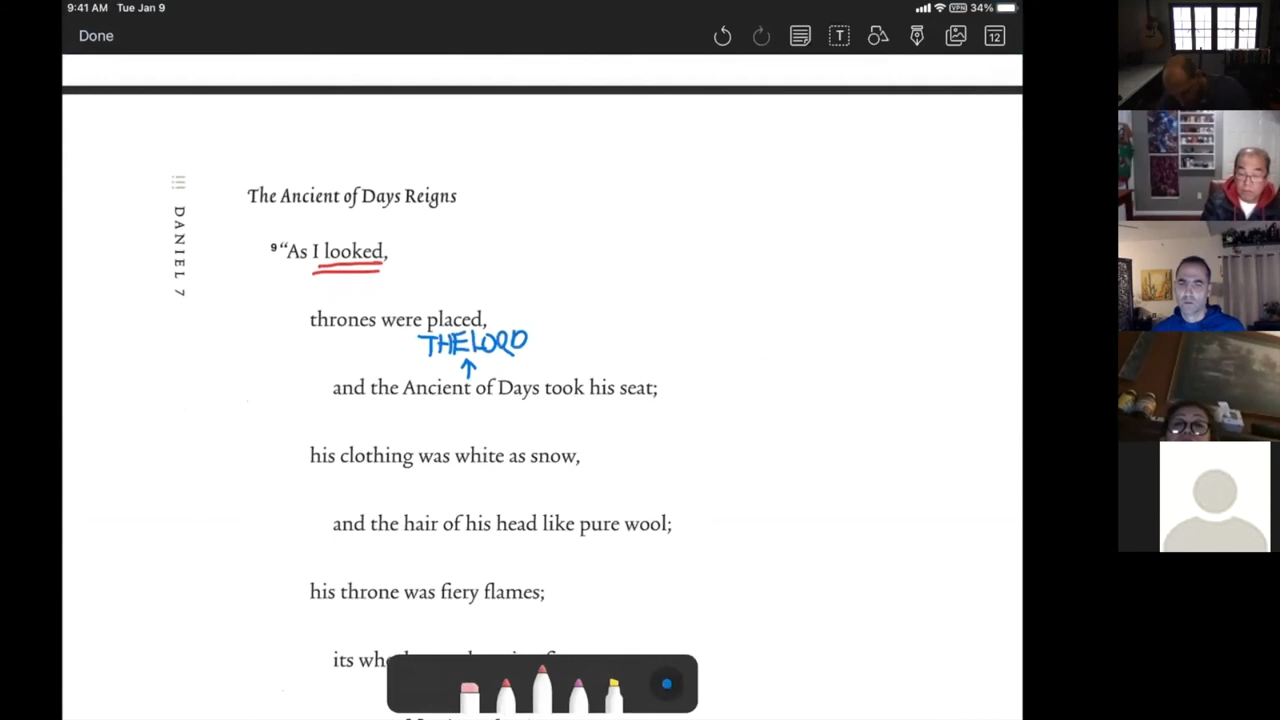 9:41 AM Tue Jan 9 VPN 34%
Done T 12
The Ancient of Days Reigns
DANIEL 7
9 “As I looked,
thrones were placed,
THE LORD
and the Ancient of Days took his seat;
his clothing was white as snow,
and the hair of his head like pure wool;
his throne was fiery flames;
its